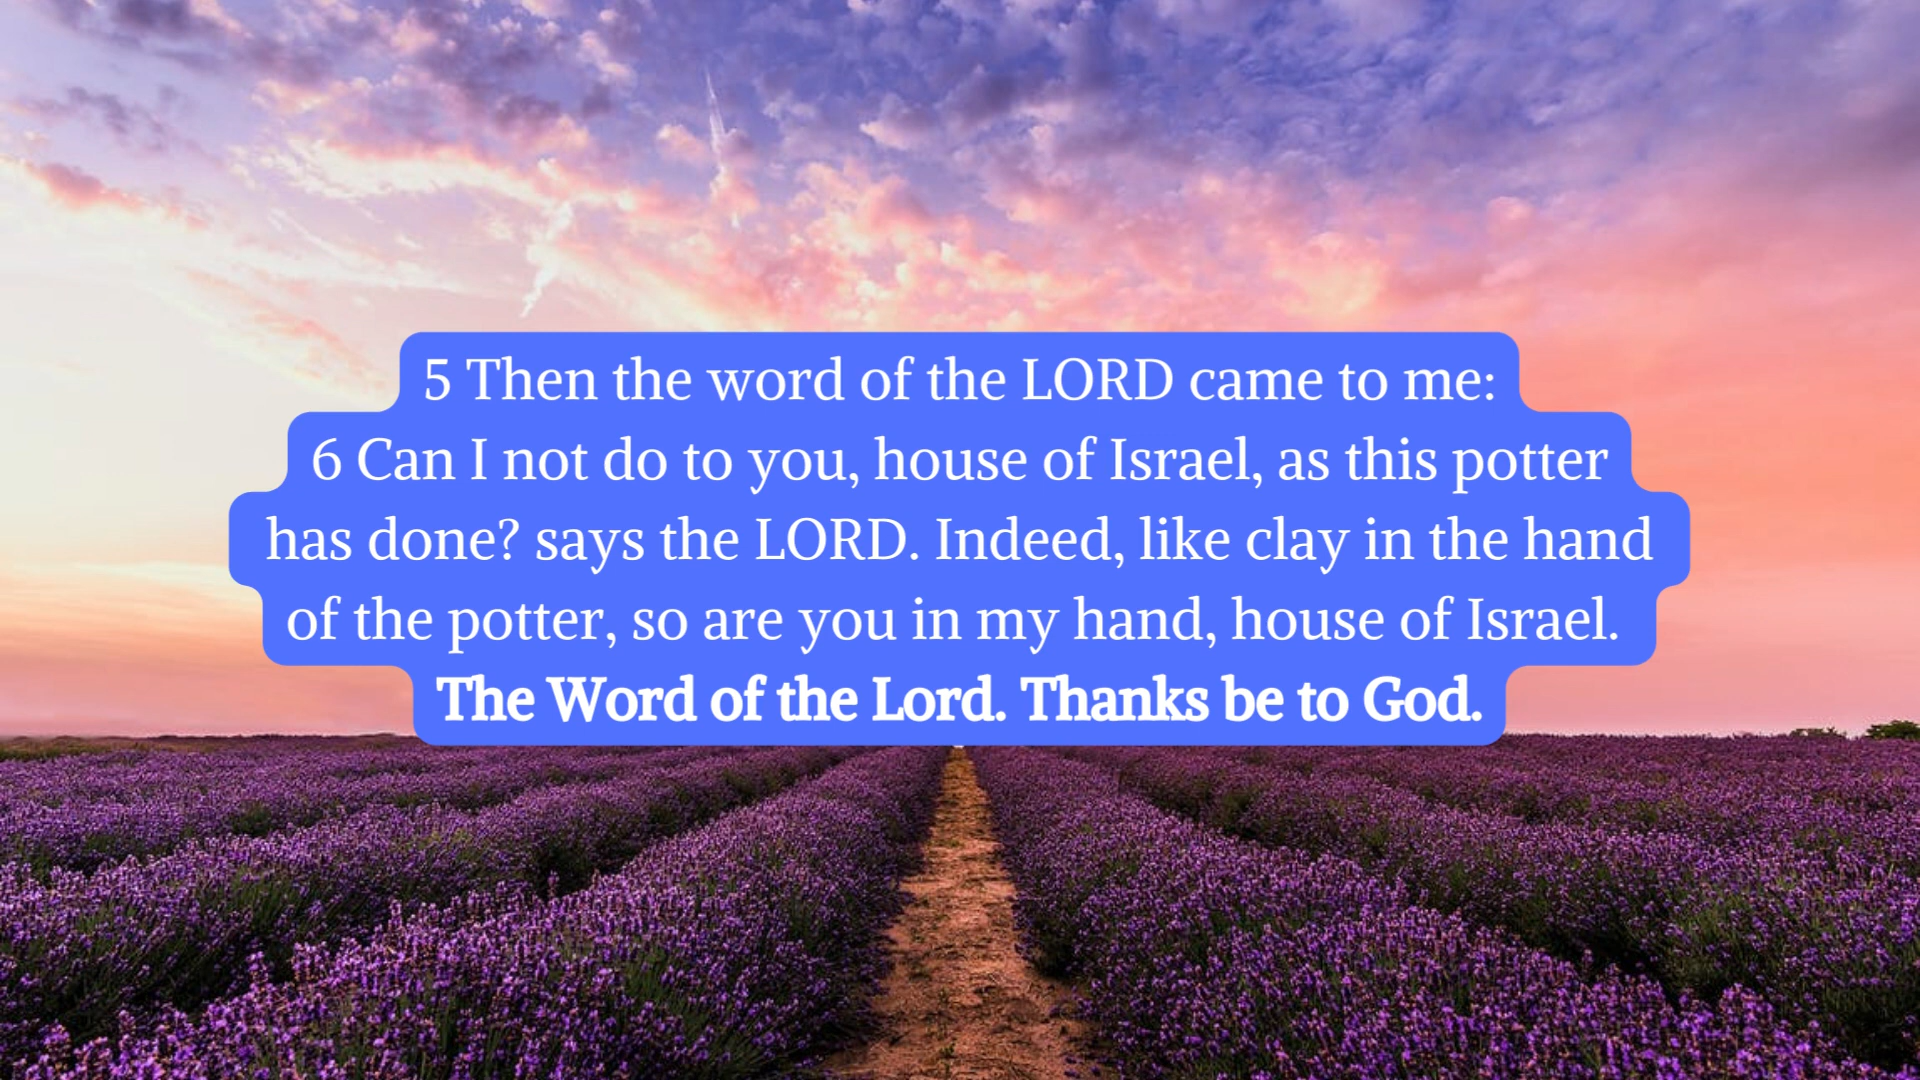 5 Then the word of the LORD came to me:
6 Can I not do to you, house of Israel, as this potter
has done? says the LORD. Indeed, like clay in the hand
of the potter, so are you in my hand, house of Israel.
The Word of the Lord. Thanks be to God.